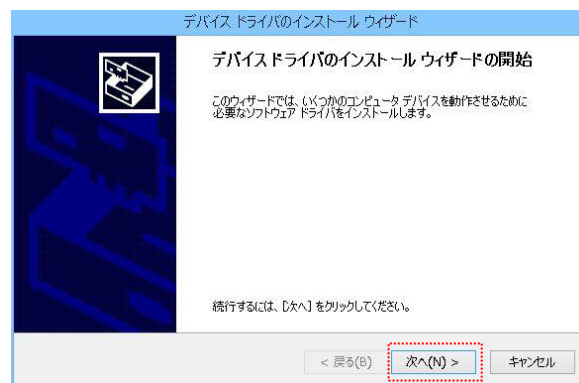 デバイス ドライバのインストール ウィザード
デバイス ドライバのインストール ウィザードの開始
このウィザードでは、いくつかのコンピュータ デバイスを動作させるために
必要なソフトウェア ドライバをインストールします。
続行するには、[次へ] をクリックしてください。
< 戻る(B) 次へ(N) > キャンセル